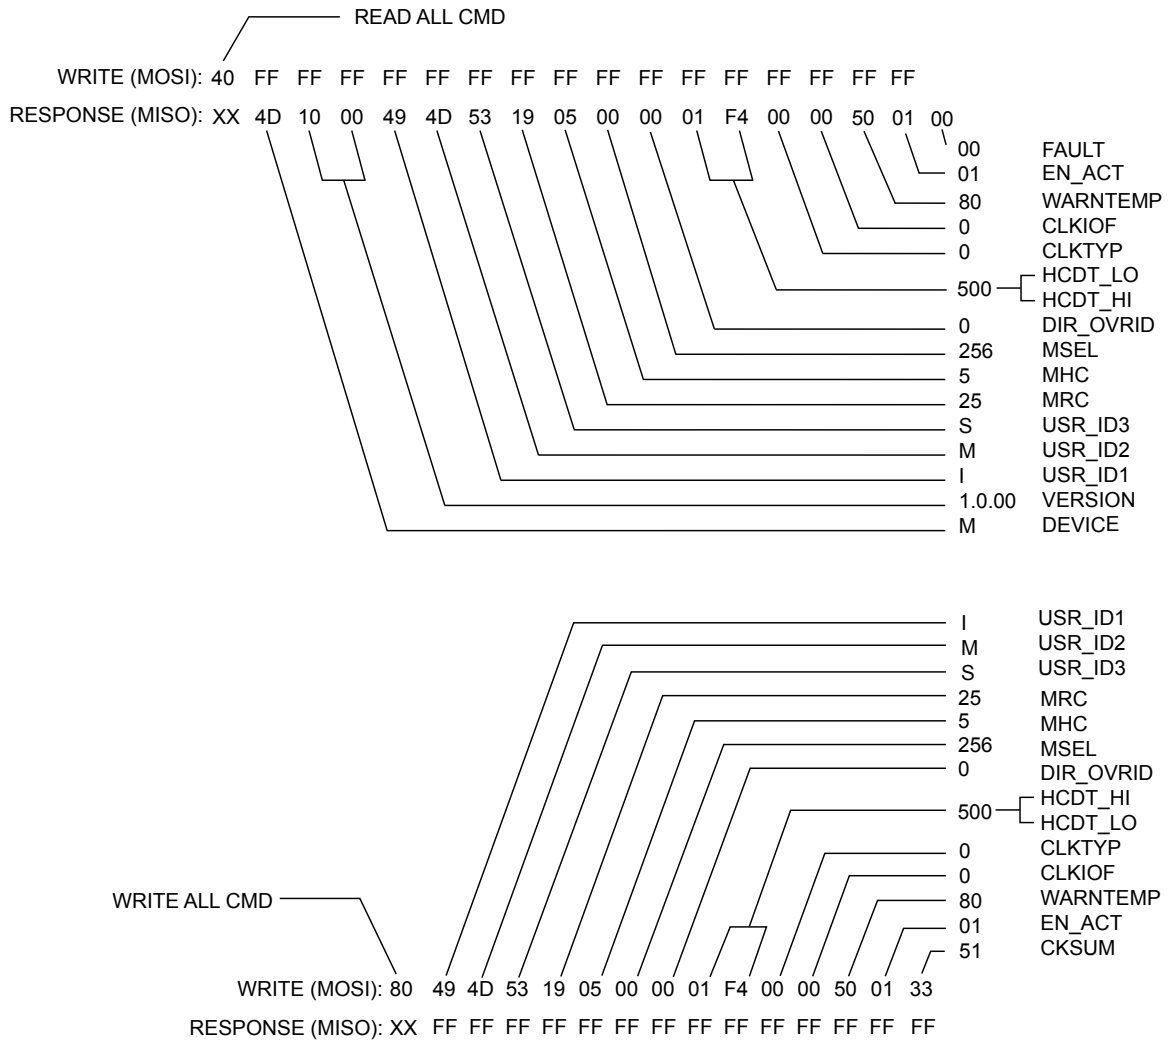 READ ALL CMD
WRITE (MOSI): 40 FF FF FF FF FF FF FF FF FF FF FF FF FF FF FF FF
RESPONSE (MISO): XX 4D 10 00 49 4D 53 19 05 00 00 01 F4 00 00 50 01 00
00 FAULT
01 EN_ACT
80 WARNTEMP
0 CLKIOF
0 CLKTYP
HCDT_LO
500
HCDT_HI
0 DIR_OVRID
256 MSEL
5 MHC
25 MRC
S USR_ID3
M USR_ID2
I USR_ID1
1.0.00 VERSION
M DEVICE
I USR_ID1
M USR_ID2
S USR_ID3
25 MRC
5 MHC
256 MSEL
0 DIR_OVRID
HCDT_HI
500
HCDT_LO
0 CLKTYP
0 CLKIOF
WRITE ALL CMD 80 WARNTEMP
01 EN_ACT
51 CKSUM
WRITE (MOSI): 80 49 4D 53 19 05 00 00 01 F4 00 00 50 01 33
RESPONSE (MISO): XX FF FF FF FF FF FF FF FF FF FF FF FF FF FF